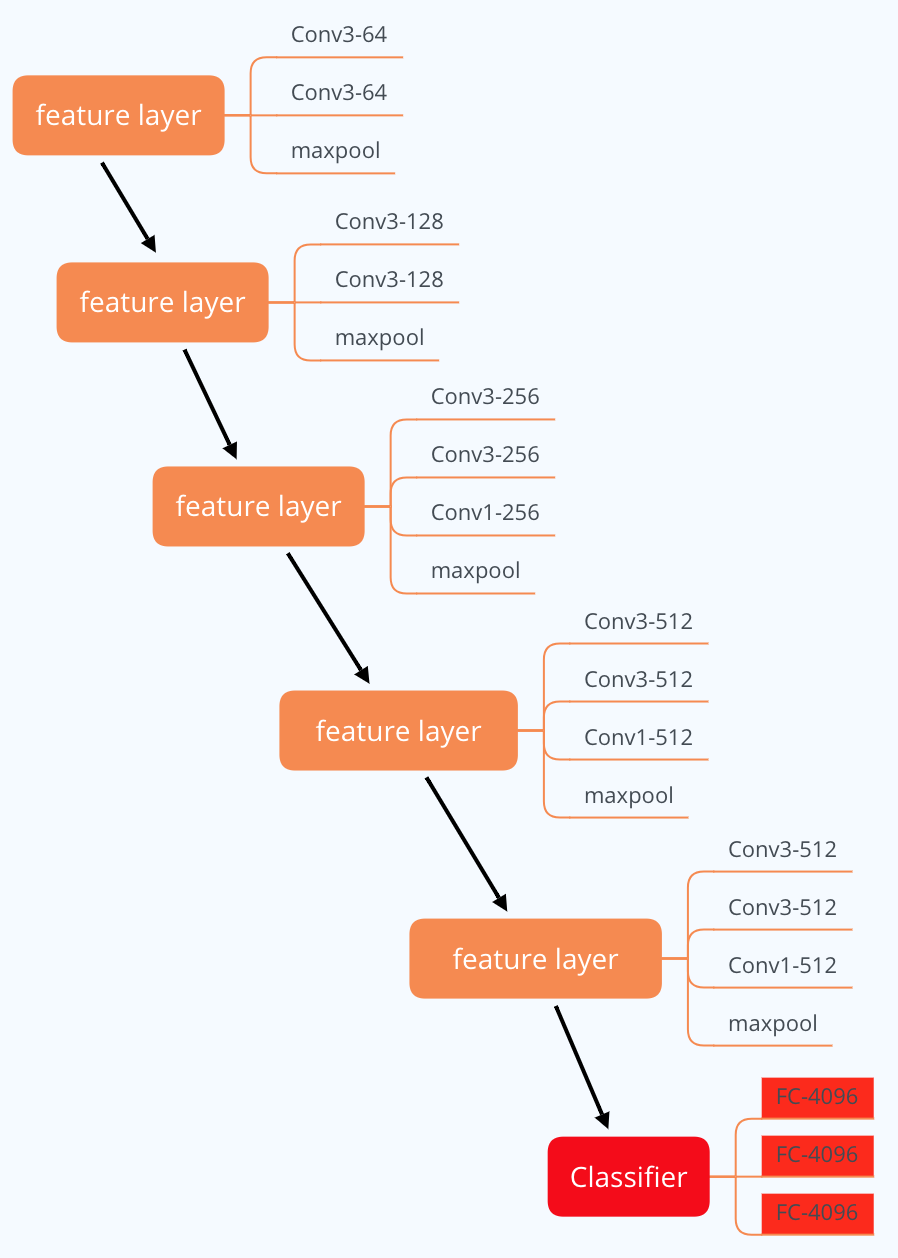 feature layer
Conv3-64
Conv3-64
maxpool
feature layer
Conv3-128
Conv3-128
maxpool
feature layer
Conv3-256
Conv3-256
Conv1-256
maxpool
feature layer
Conv3-512
Conv3-512
Conv1-512
maxpool
feature layer
Conv3-512
Conv3-512
Conv1-512
maxpool
Classifier
FC-4096
FC-4096
FC-4096